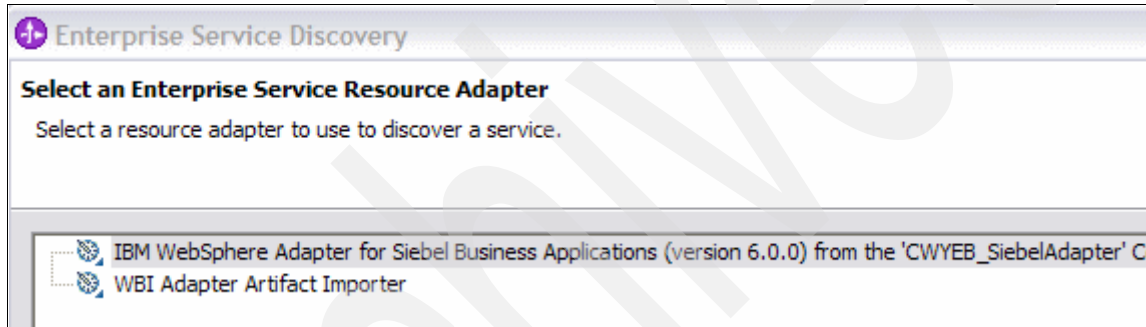 Enterprise Service Discovery
Select an Enterprise Service Resource Adapter
Select a resource adapter to use to discover a service.
IBM WebSphere Adapter for Siebel Business Applications (version 6.0.0) from the 'CWYEB_SiebelAdapter' C
WBI Adapter Artifact Importer